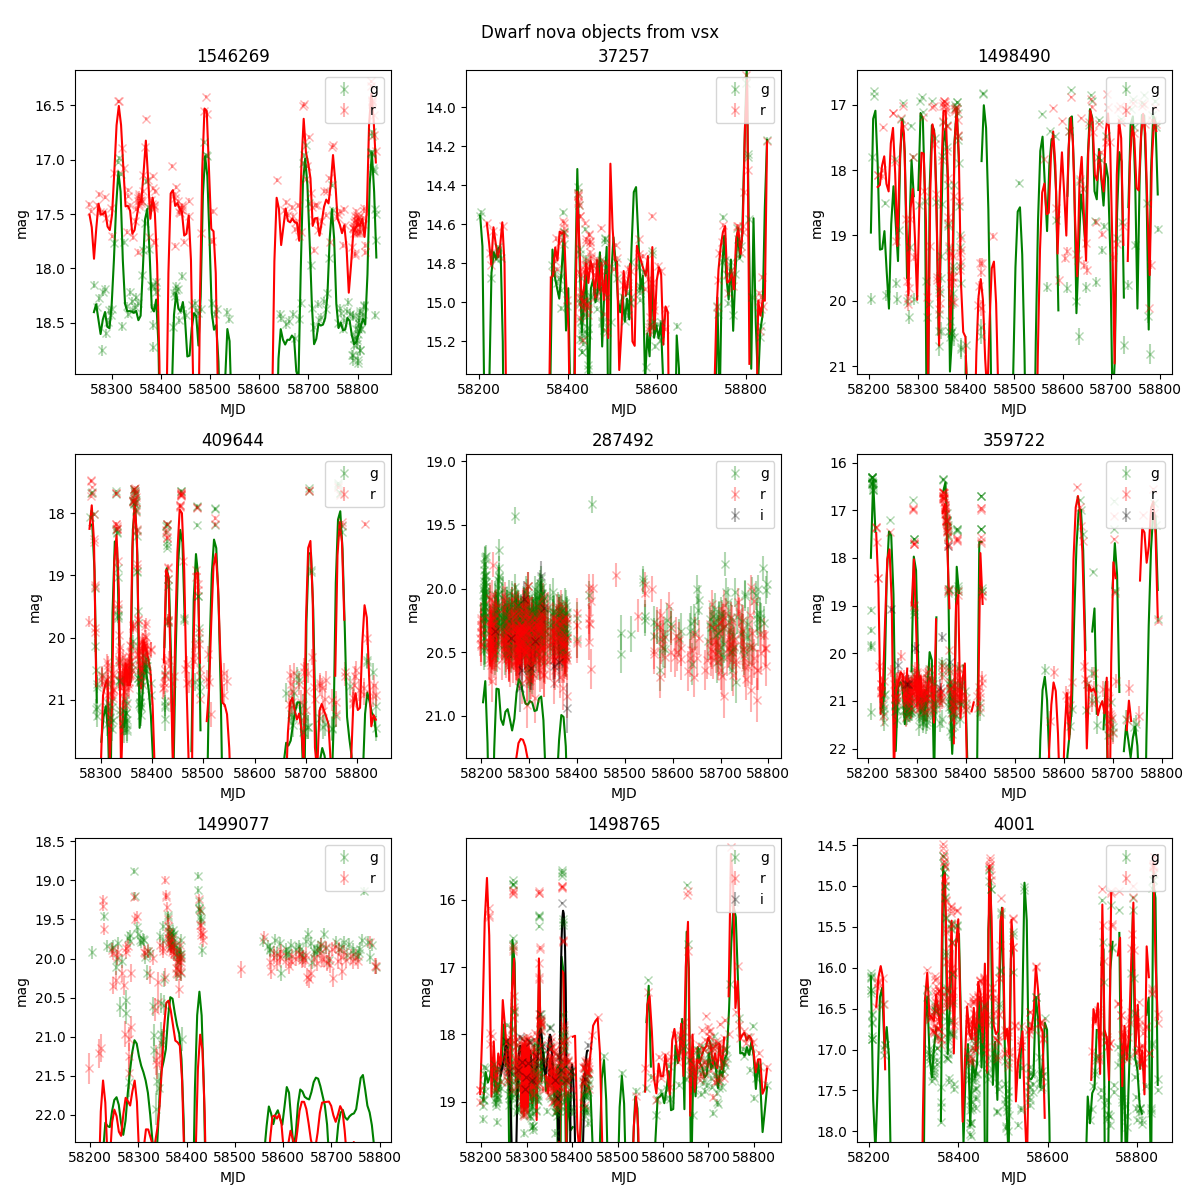 Dwarf nova objects from vsx
1546269
37257
1498490
g
r
g
r
g
r
16.5
17.0
17.5
18.0
18.5
14.0
14.2
14.4
14.6
14.8
15.0
15.2
17
18
19
20
21
mag
mag
mag
58300 58400 58500 58600 58700 58800
58200 58400 58600 58800
58200 58300 58400 58500 58600 58700 58800
MJD
MJD
MJD
409644
287492
359722
g
r
g
r
i
g
r
i
18
19
20
21
19.0
19.5
20.0
20.5
21.0
16
17
18
19
20
21
22
mag
mag
mag
58300 58400 58500 58600 58700 58800
58200 58300 58400 58500 58600 58700 58800
58200 58300 58400 58500 58600 58700 58800
MJD
MJD
MJD
1499077
1498765
4001
g
r
g
r
i
g
r
18.5
19.0
19.5
20.0
20.5
21.0
21.5
22.0
16
17
18
19
14.5
15.0
15.5
16.0
16.5
17.0
17.5
18.0
mag
mag
mag
58200 58300 58400 58500 58600 58700 58800
58200 58300 58400 58500 58600 58700 58800
58200 58400 58600 58800
MJD
MJD
MJD